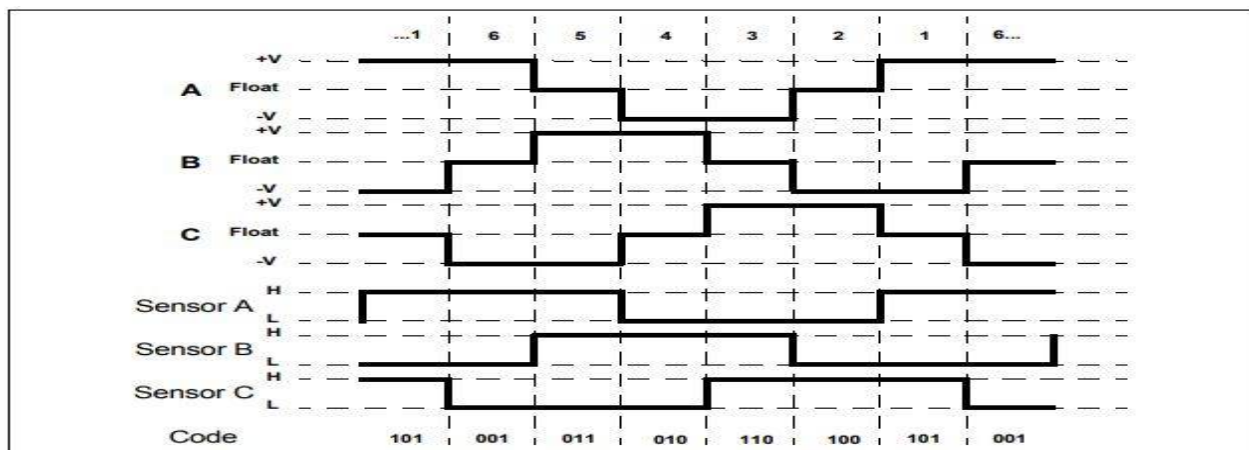 ...1 6 5 4 3 2 1 6...
+V
A Float
-V
+V
B Float
-V
+V
C Float
-V
H
Sensor A
L
H
Sensor B
L
H
Sensor C
L
Code 101 001 011 010 110 100 101 001